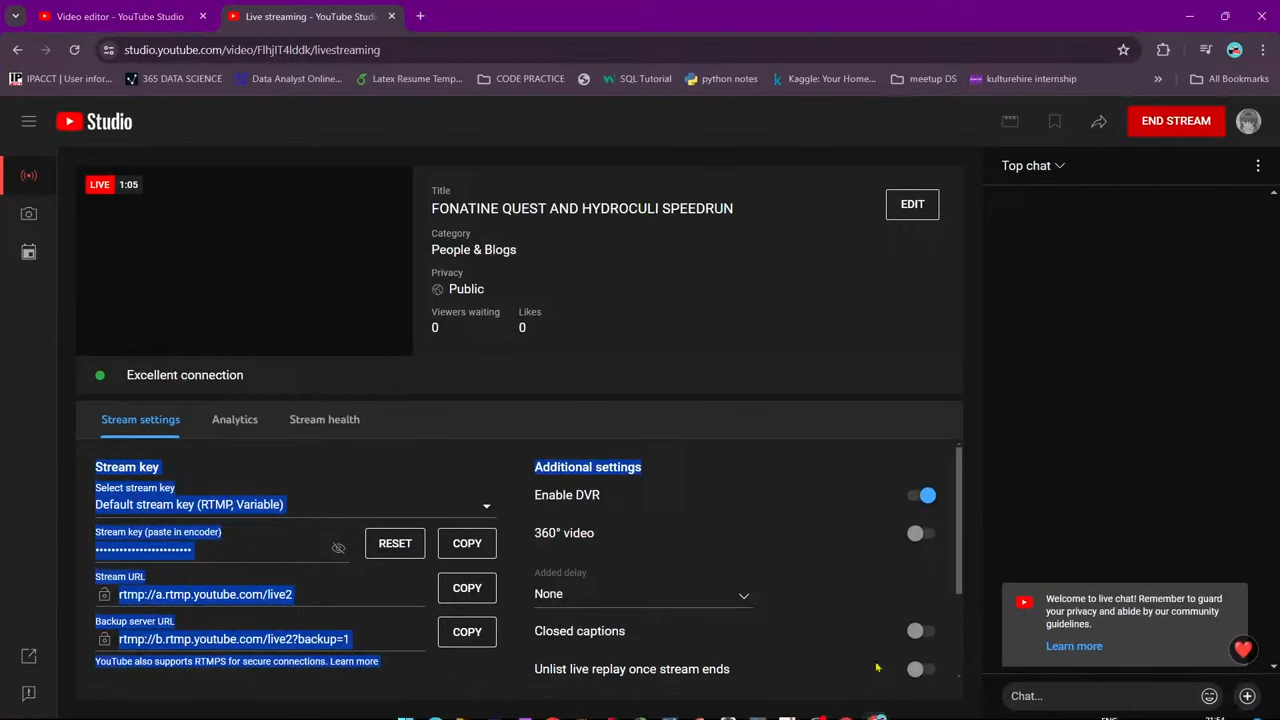 Video editor - YouTube Studio
Live streaming - YouTube Studi
studio.youtube.com/video/FlhjIT4lddk/livestreaming
IPACCT | User infor...
365 DATA SCIENCE
Data Analyst Online...
Latex Resume Temp...
CODE PRACTICE
SQL Tutorial
python notes
Kaggle: Your Home...
meetup DS
kulturehire internship
All Bookmarks
Studio
END STREAM
LIVE 1:05
Title
FONATINE QUEST AND HYDROCULI SPEEDRUN
EDIT
Category
People & Blogs
Privacy
Public
Viewers waiting
Likes
0
0
Excellent connection
Stream settings
Analytics
Stream health
Stream key
Select stream key
Default stream key (RTMP, Variable)
Stream key (paste in encoder)
•••••••••••••••••••••••••
RESET
COPY
Stream URL
rtmp://a.rtmp.youtube.com/live2
COPY
Backup server URL
rtmp://b.rtmp.youtube.com/live2?backup=1
COPY
YouTube also supports RTMPS for secure connections. Learn more
Additional settings
Enable DVR
360° video
Added delay
None
Closed captions
Unlist live replay once stream ends
Top chat
Welcome to live chat! Remember to guard
your privacy and abide by our community
guidelines.
Learn more
Chat...